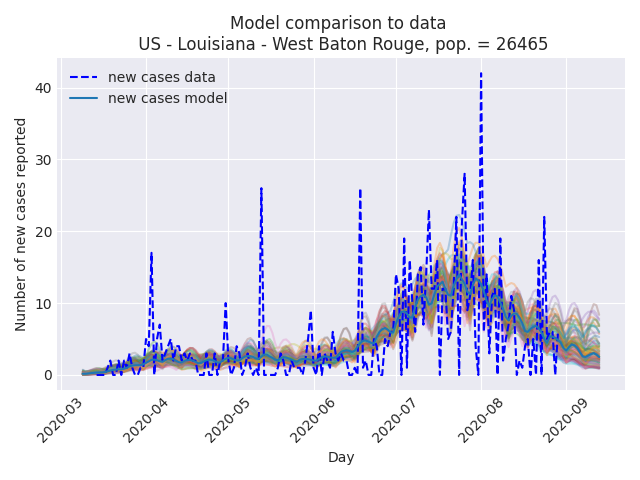 Model comparison to data
US - Louisiana - West Baton Rouge, pop. = 26465
new cases data
new cases model
Number of new cases reported
40
30
20
10
0
2020-03
2020-04
2020-05
2020-06
2020-07
2020-08
2020-09
Day